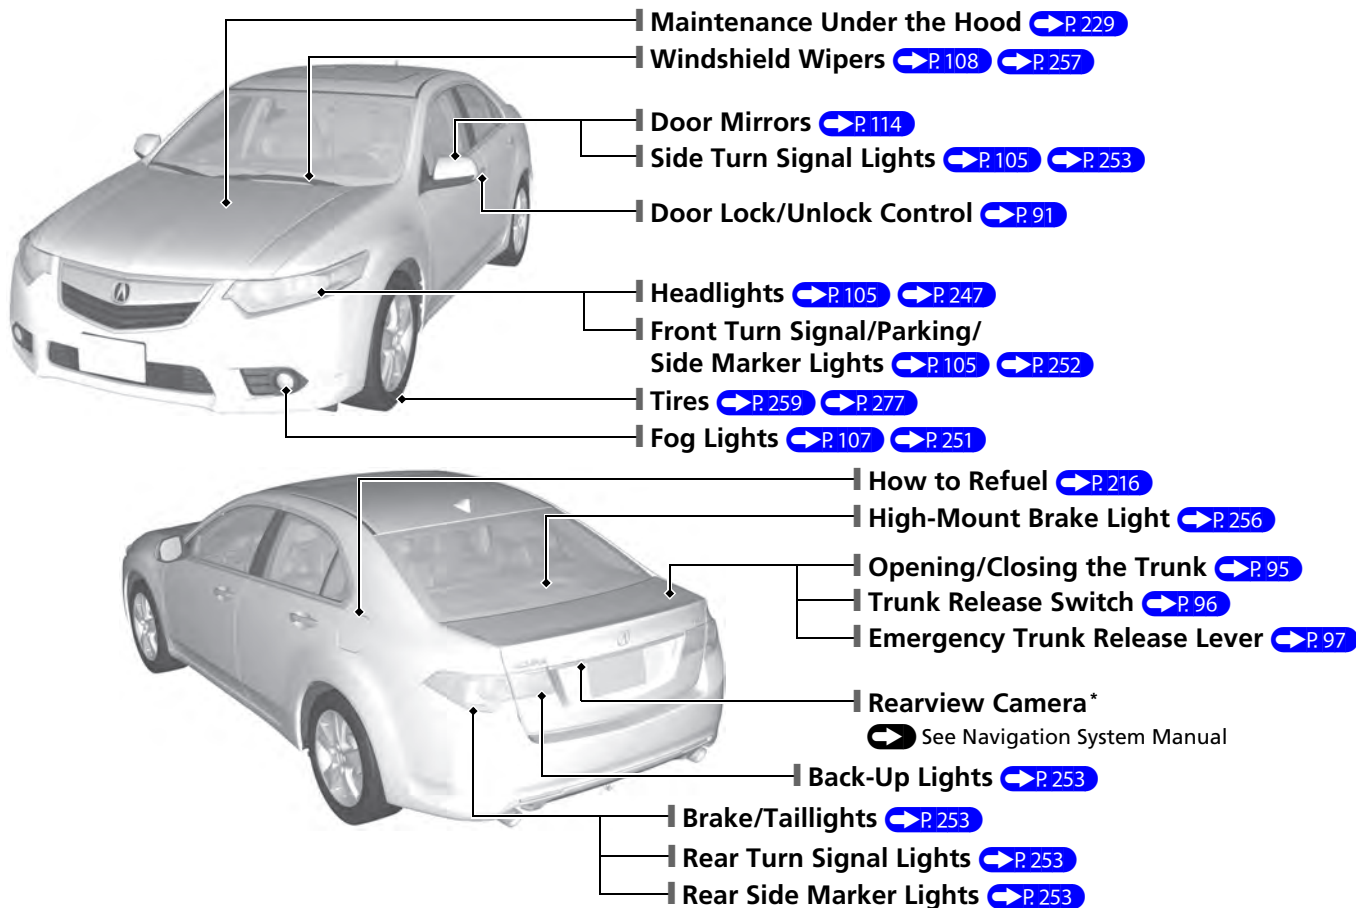 Maintenance Under the Hood P. 229
Windshield Wipers P. 108 P. 257
Door Mirrors P. 114
Side Turn Signal Lights P. 105 P. 253
Door Lock/Unlock Control P. 91
Headlights P. 105 P. 247
Front Turn Signal/Parking/
Side Marker Lights P. 105 P. 252
Tires P. 259 P. 277
Fog Lights P. 107 P. 251
How to Refuel P. 216
High-Mount Brake Light P. 256
Opening/Closing the Trunk P. 95
Trunk Release Switch P. 96
Emergency Trunk Release Lever P. 97
Rearview Camera*
See Navigation System Manual
Back-Up Lights P. 253
Brake/Taillights P. 253
Rear Turn Signal Lights P. 253
Rear Side Marker Lights P. 253